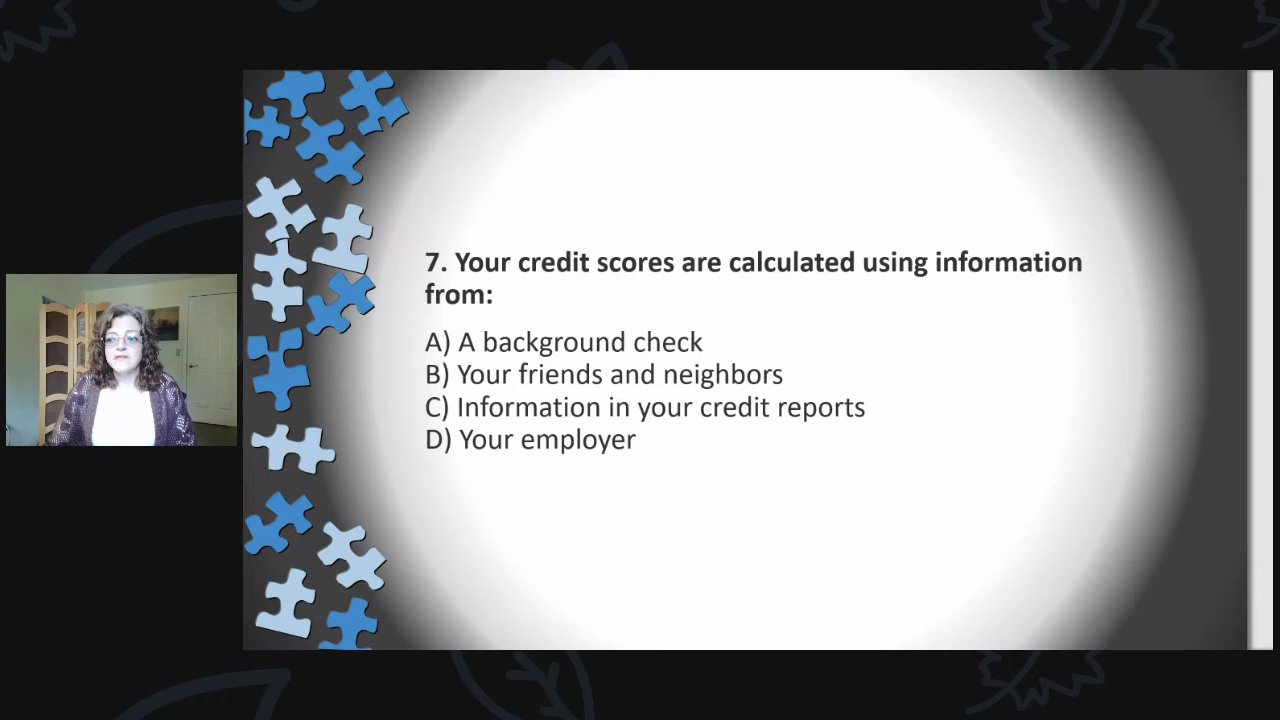 7. Your credit scores are calculated using information
from:
A) A background check
B) Your friends and neighbors
C) Information in your credit reports
D) Your employer